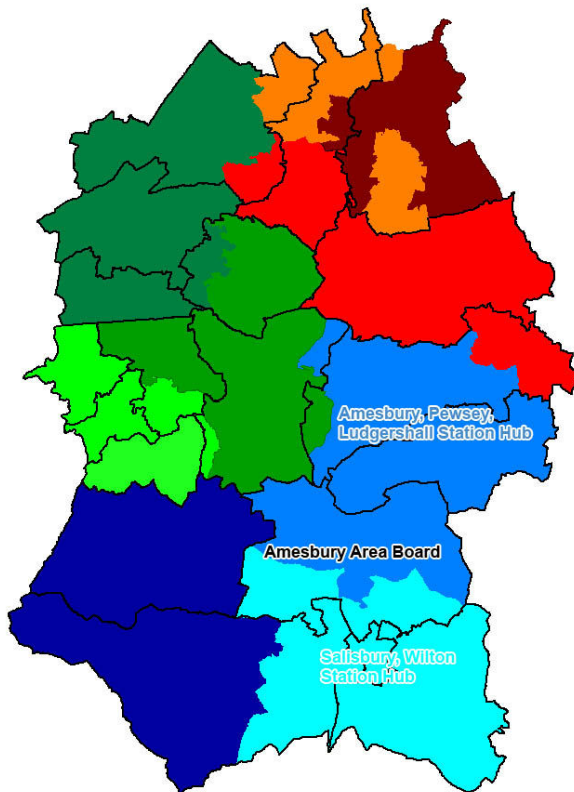 Amesbury, Pewsey,
Ludgershall Station Hub
Amesbury Area Board
Salisbury, Wilton
Station Hub